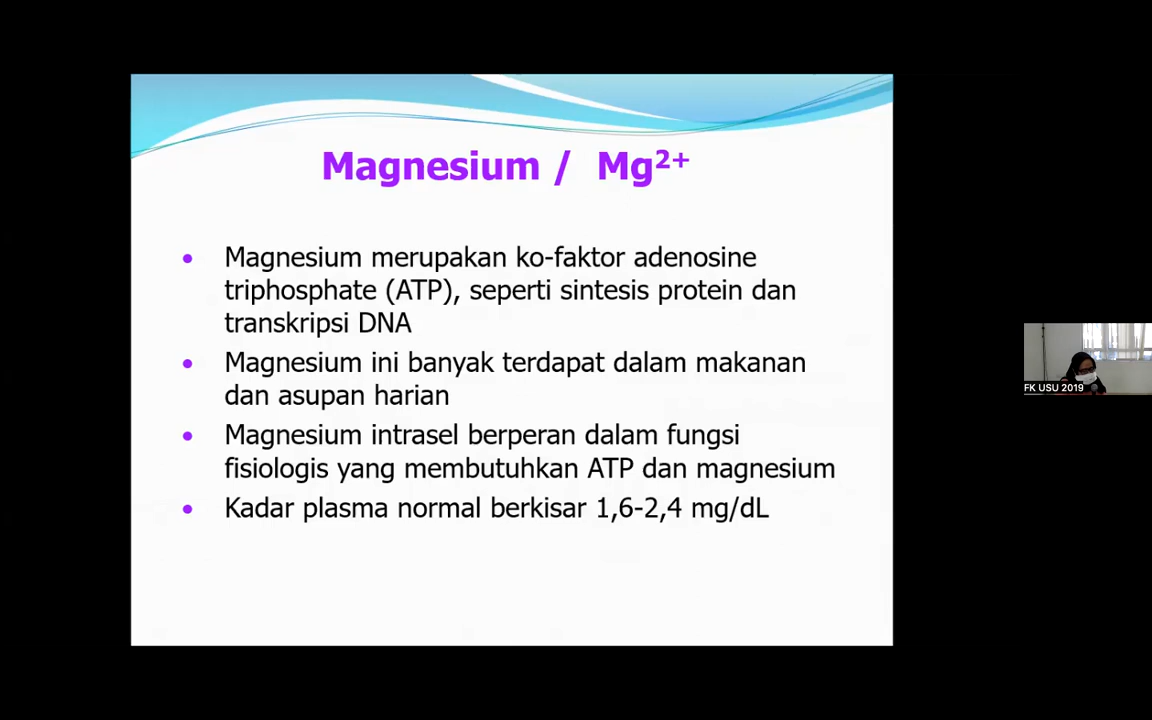 Magnesium / Mg²⁺
• Magnesium merupakan ko-faktor adenosine
triphosphate (ATP), seperti sintesis protein dan
transkripsi DNA
• Magnesium ini banyak terdapat dalam makanan
dan asupan harian
• Magnesium intrasel berperan dalam fungsi
fisiologis yang membutuhkan ATP dan magnesium
• Kadar plasma normal berkisar 1,6-2,4 mg/dL
FK USU 2019